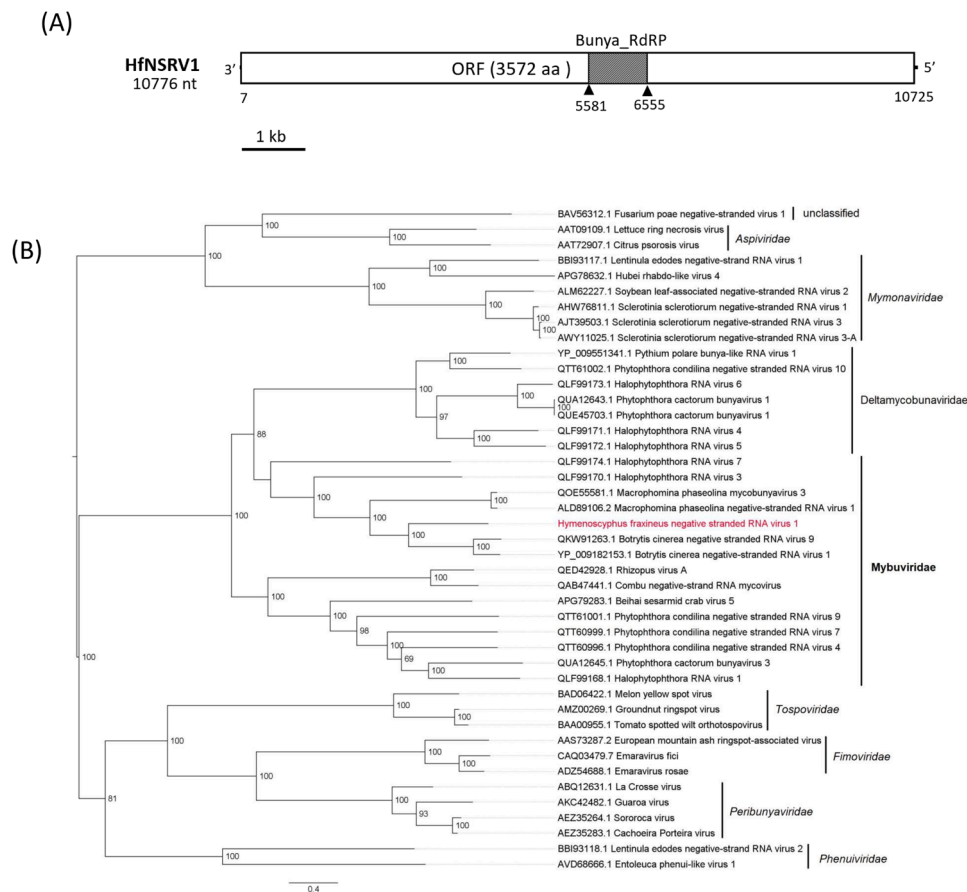 (A)
Bunya_RdRP
HfNSRV1
10776 nt
3′
ORF (3572 aa )
5′
7
5581
6555
10725
1 kb
(B)
BAV56312.1 Fusarium poae negative-stranded virus 1
unclassified
AAT09109.1 Lettuce ring necrosis virus
AAT72907.1 Citrus psorosis virus
Aspiviridae
BBI93117.1 Lentinula edodes negative-strand RNA virus 1
APG78632.1 Hubei rhabdo-like virus 4
ALM62227.1 Soybean leaf-associated negative-stranded RNA virus 2
AHW76811.1 Sclerotinia sclerotiorum negative-stranded RNA virus 1
AJT39503.1 Sclerotinia sclerotiorum negative-stranded RNA virus 3
AWY11025.1 Sclerotinia sclerotiorum negative-stranded RNA virus 3-A
Mymonaviridae
YP_009551341.1 Pythium polare bunya-like RNA virus 1
QTT61002.1 Phytophthora condilina negative stranded RNA virus 10
QLF99173.1 Halophytophthora RNA virus 6
QUA12643.1 Phytophthora cactorum bunyavirus 1
QUE45703.1 Phytophthora cactorum bunyavirus 1
QLF99171.1 Halophytophthora RNA virus 4
QLF99172.1 Halophytophthora RNA virus 5
Deltamycobunaviridae
QLF99174.1 Halophytophthora RNA virus 7
QLF99170.1 Halophytophthora RNA virus 3
QOE55581.1 Macrophomina phaseolina mycobunyavirus 3
ALD89106.2 Macrophomina phaseolina negative-stranded RNA virus 1
Hymenoscyphus fraxineus negative stranded RNA virus 1
QKW91263.1 Botrytis cinerea negative stranded RNA virus 9
YP_009182153.1 Botrytis cinerea negative-stranded RNA virus 1
QED42928.1 Rhizopus virus A
QAB47441.1 Combu negative-strand RNA mycovirus
APG79283.1 Beihai sesarmid crab virus 5
QTT61001.1 Phytophthora condilina negative stranded RNA virus 9
QTT60999.1 Phytophthora condilina negative stranded RNA virus 7
QTT60996.1 Phytophthora condilina negative stranded RNA virus 4
QUA12645.1 Phytophthora cactorum bunyavirus 3
QLF99168.1 Halophytophthora RNA virus 1
Mybuviridae
BAD06422.1 Melon yellow spot virus
AMZ00269.1 Groundnut ringspot virus
BAA00955.1 Tomato spotted wilt orthotospovirus
Tospoviridae
AAS73287.2 European mountain ash ringspot-associated virus
CAQ03479.7 Emaravirus fici
ADZ54688.1 Emaravirus rosae
Fimoviridae
ABQ12631.1 La Crosse virus
AKC42482.1 Guaroa virus
AEZ35264.1 Sororoca virus
AEZ35283.1 Cachoeira Porteira virus
Peribunyaviridae
BBI93118.1 Lentinula edodes negative-strand RNA virus 2
AVD68666.1 Entoleuca phenui-like virus 1
Phenuiviridae
100
100
100
100
100
100
100
100
100
100
100
100
97
100
88
100
100
100
100
100
100
100
100
100
98
100
69
100
100
100
100
100
100
100
100
100
93
100
81
100
0.4